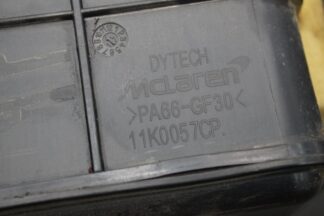 DYTECH
McLaren
>PA66-GF30<
11K0057CP